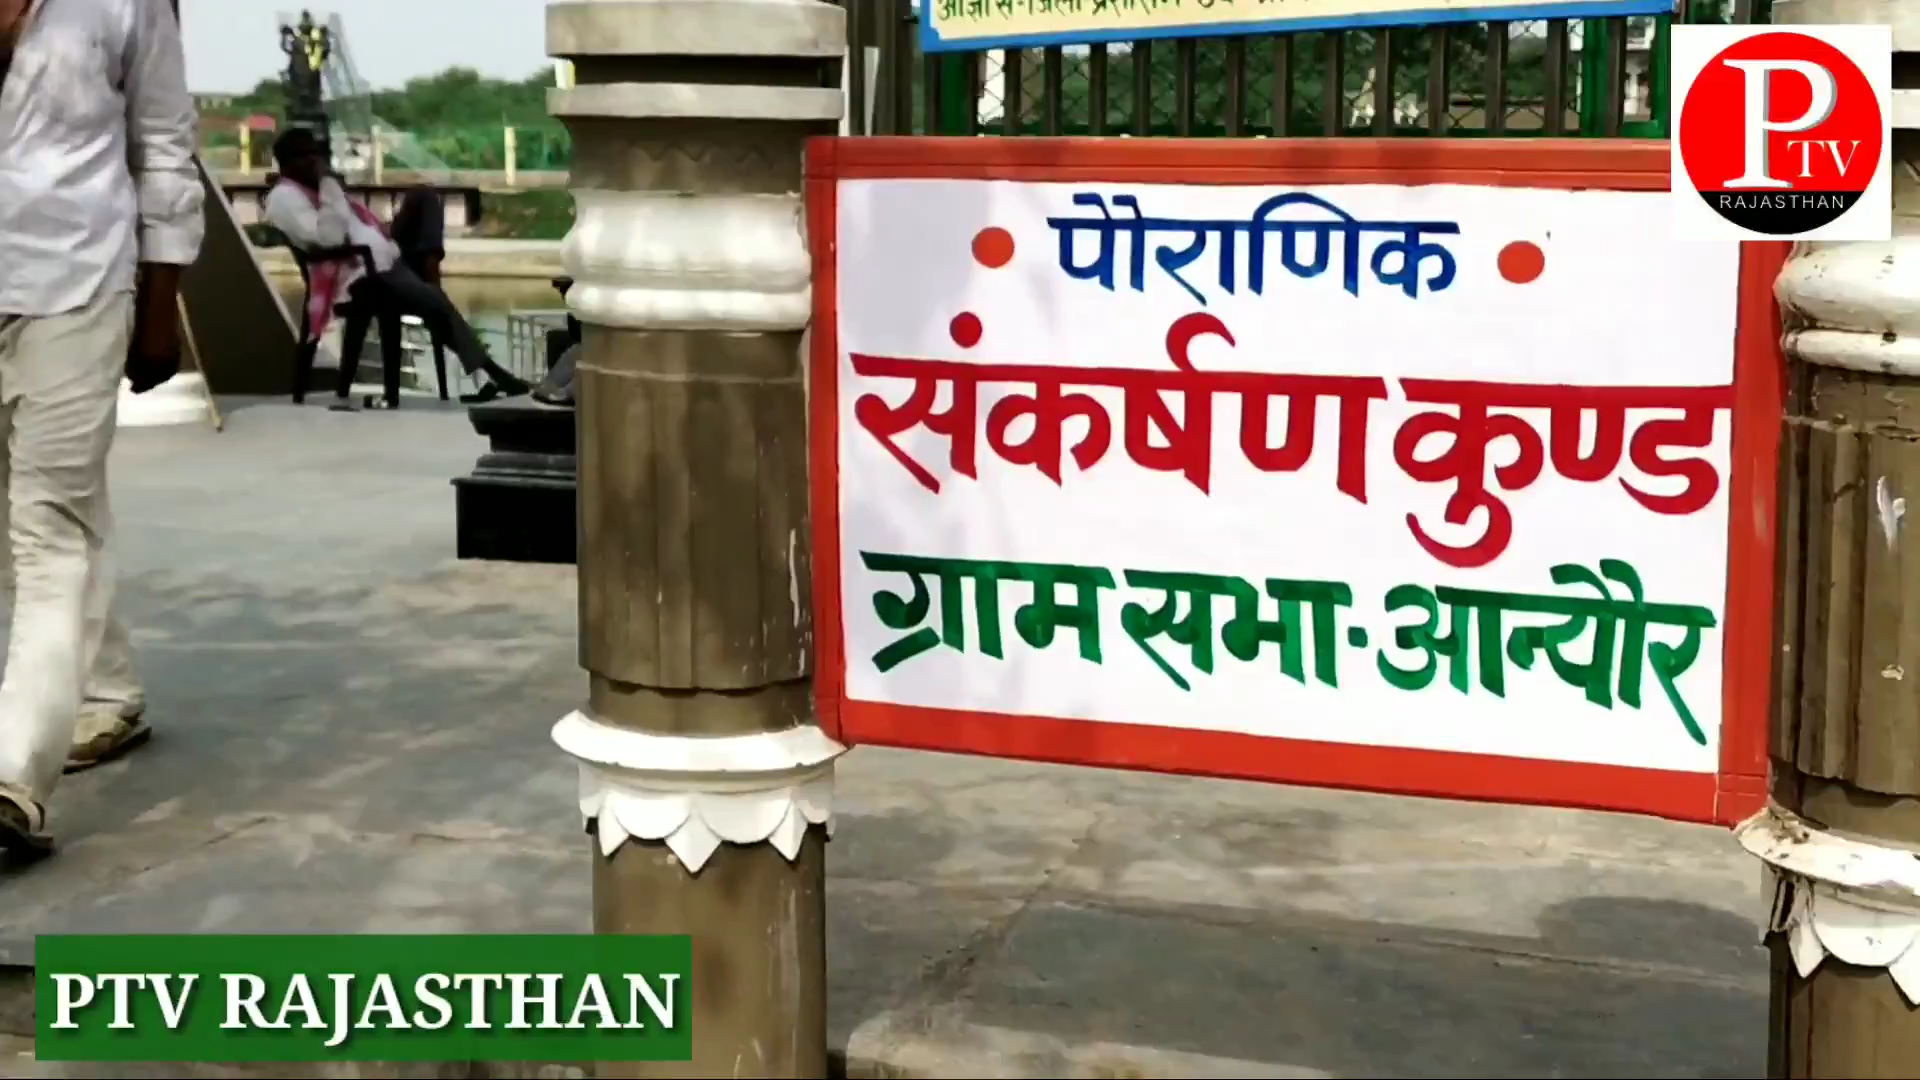 P
TV
RAJASTHAN
• पौराणिक •
संकर्षण कुण्ड
ग्राम सभा-आन्यौर
PTV RAJASTHAN